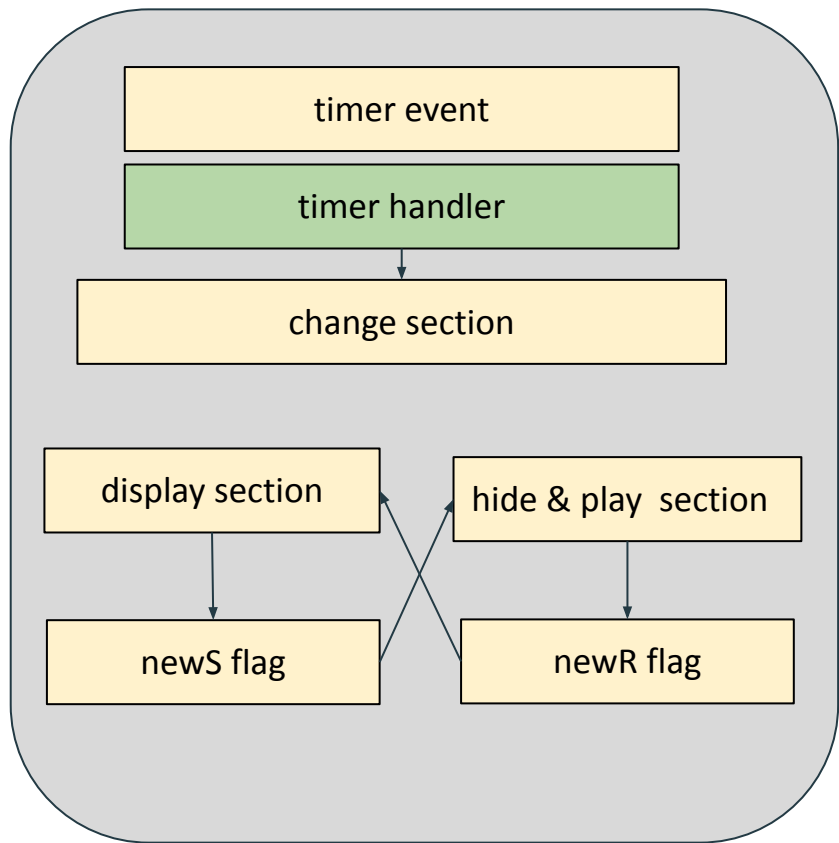 timer event
timer handler
change section
display section
hide & play section
newS flag
newR flag